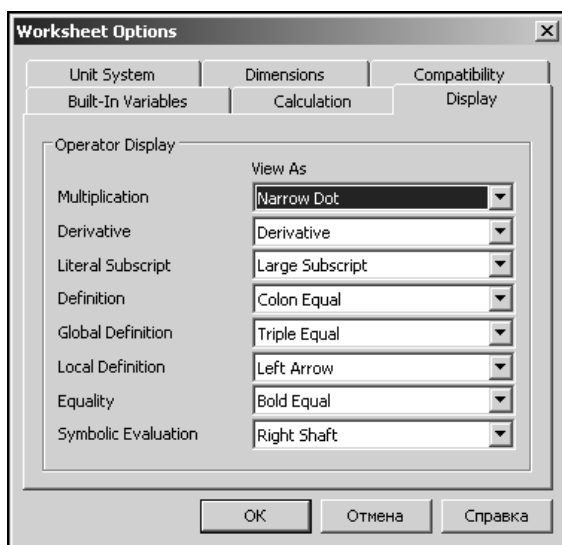 Worksheet Options
Unit System Dimensions Compatibility
Built-In Variables Calculation Display
Operator Display
View As
Multiplication Narrow Dot
Derivative Derivative
Literal Subscript Large Subscript
Definition Colon Equal
Global Definition Triple Equal
Local Definition Left Arrow
Equality Bold Equal
Symbolic Evaluation Right Shaft
OK Отмена Справка